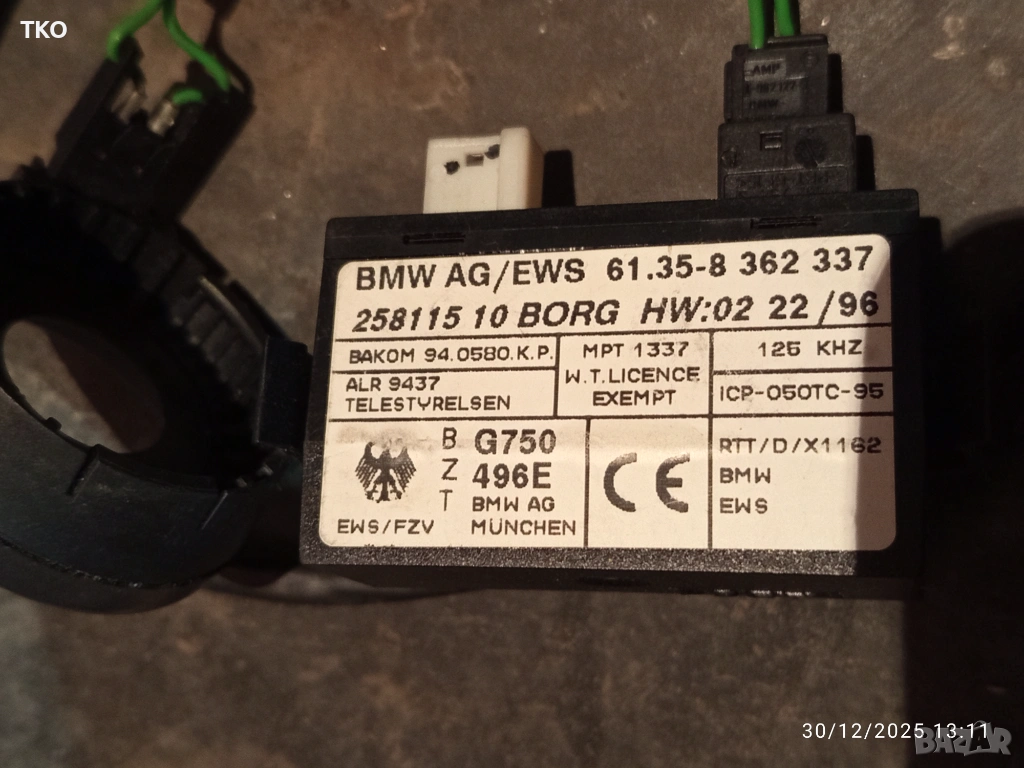 TKO
AMP
BMW AG/EWS 61.35-8 362 337
258115 10 BORG HW:02 22/96
BAKOM 94.0580.K.P.
MPT 1337
W.T.LICENCE
EXEMPT
125 KHZ
ALR 9437
TELESTYRELSEN
ICP-050TC-95
B
Z
T
G750
496E
BMW AG
MÜNCHEN
EWS/FZV
CE
RTT/D/X1162
BMW
EWS
30/12/2025 13:11
BAZAR